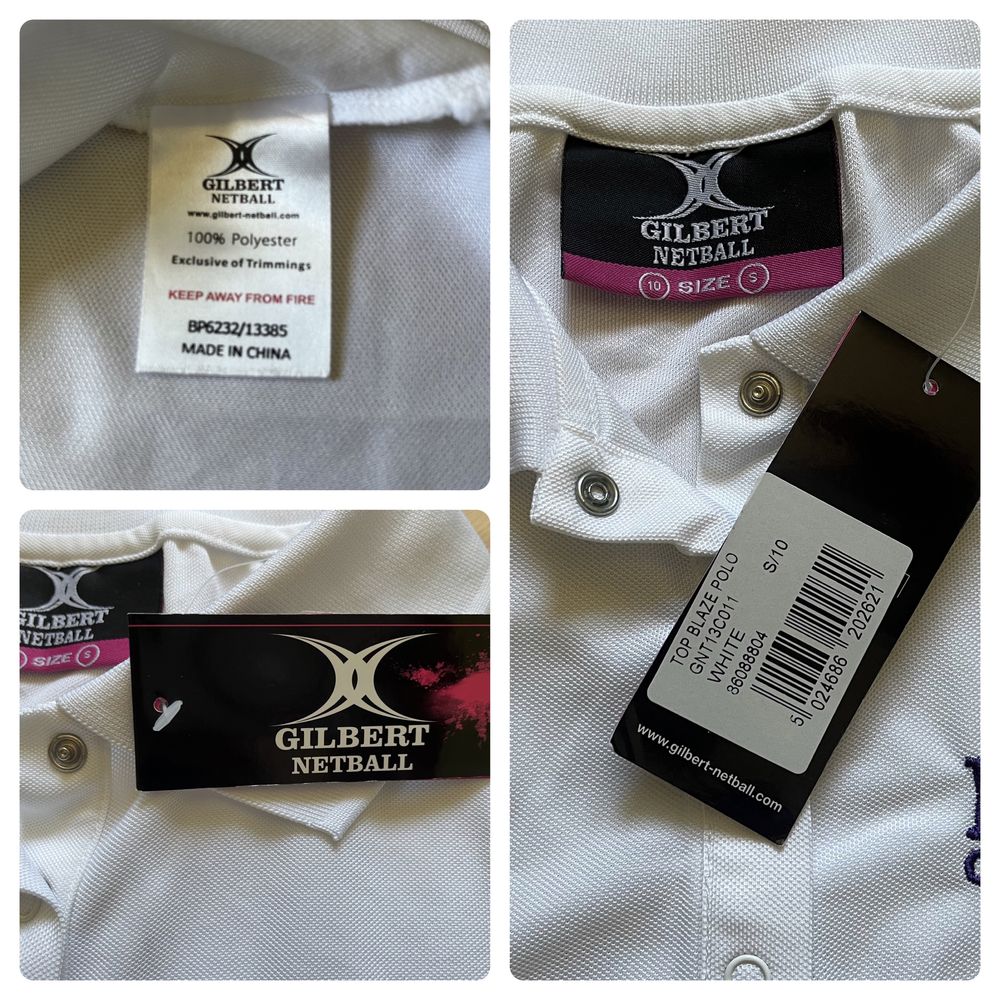 GILBERT
NETBALL
www.gilbert-netball.com
100% Polyester
Exclusive of Trimmings
KEEP AWAY FROM FIRE
BP6232/13385
MADE IN CHINA
GILBERT
NETBALL
10 SIZE S
TOP BLAZE POLO
GNT13C011 S/10
WHITE
86088804
5 024686 202621
www.gilbert-netball.com
GILBERT
NETBALL
SIZE S
GILBERT
NETBALL